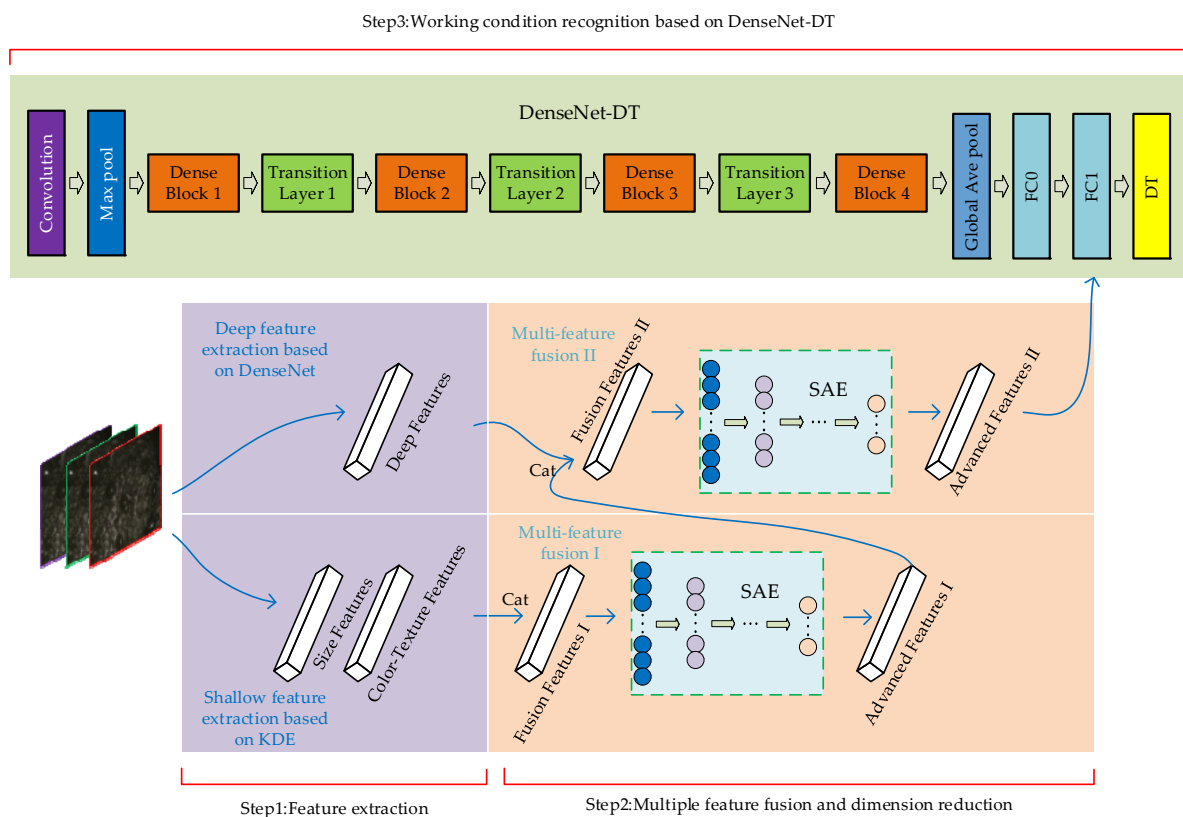 Step3:Working condition recognition based on DenseNet-DT
DenseNet-DT
Convolution
Max pool
Dense
Block 1
Transition
Layer 1
Dense
Block 2
Transition
Layer 2
Dense
Block 3
Transition
Layer 3
Dense
Block 4
Global Ave pool
FC0
FC1
DT
Deep feature
extraction based
on DenseNet
Deep Features
Multi-feature
fusion II
Fusion Features II
Cat
SAE
...
Advanced Features II
Shallow feature
extraction based
on KDE
Size Features
Color-Texture Features
Cat
Multi-feature
fusion I
Fusion Features I
SAE
...
Advanced Features I
Step1:Feature extraction
Step2:Multiple feature fusion and dimension reduction